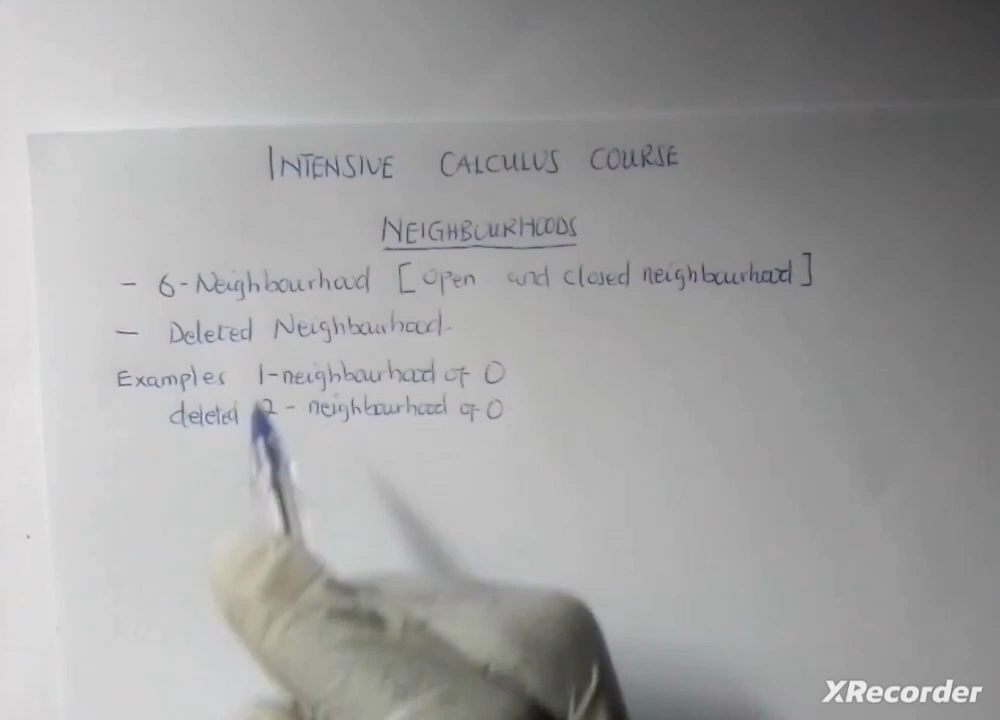 INTENSIVE CALCULUS COURSE
NEIGHBOURHOODS
- δ-Neighbourhood [open and closed neighbourhood]
- Deleted Neighbourhood.
Examples 1-neighbourhood of 0
deleted 2 - neighbourhood of 0
XRecorder